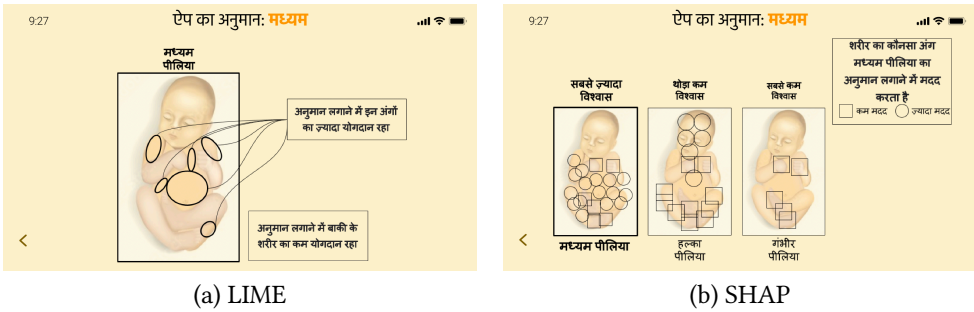 9:27
ऐप का अनुमान: मध्यम
मध्यम
पीलिया
अनुमान लगाने में इन अंगों
का ज़्यादा योगदान रहा
अनुमान लगाने में बाकी के
शरीर का कम योगदान रहा
(a) LIME
9:27
ऐप का अनुमान: मध्यम
शरीर का कौनसा अंग
मध्यम पीलिया का
अनुमान लगाने में मदद
करता है
कम मदद
ज़्यादा मदद
सबसे ज़्यादा
विश्वास
थोड़ा कम
विश्वास
सबसे कम
विश्वास
मध्यम पीलिया
हल्का
पीलिया
गंभीर
पीलिया
(b) SHAP